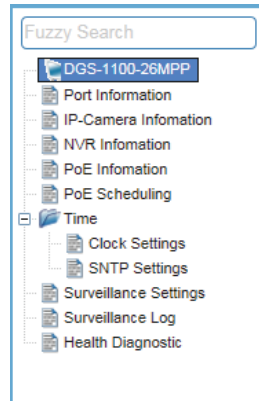 Fuzzy Search
DGS-1100-26MPP
Port Information
IP-Camera Infomation
NVR Infomation
PoE Infomation
PoE Scheduling
Time
Clock Settings
SNTP Settings
Surveillance Settings
Surveillance Log
Health Diagnostic